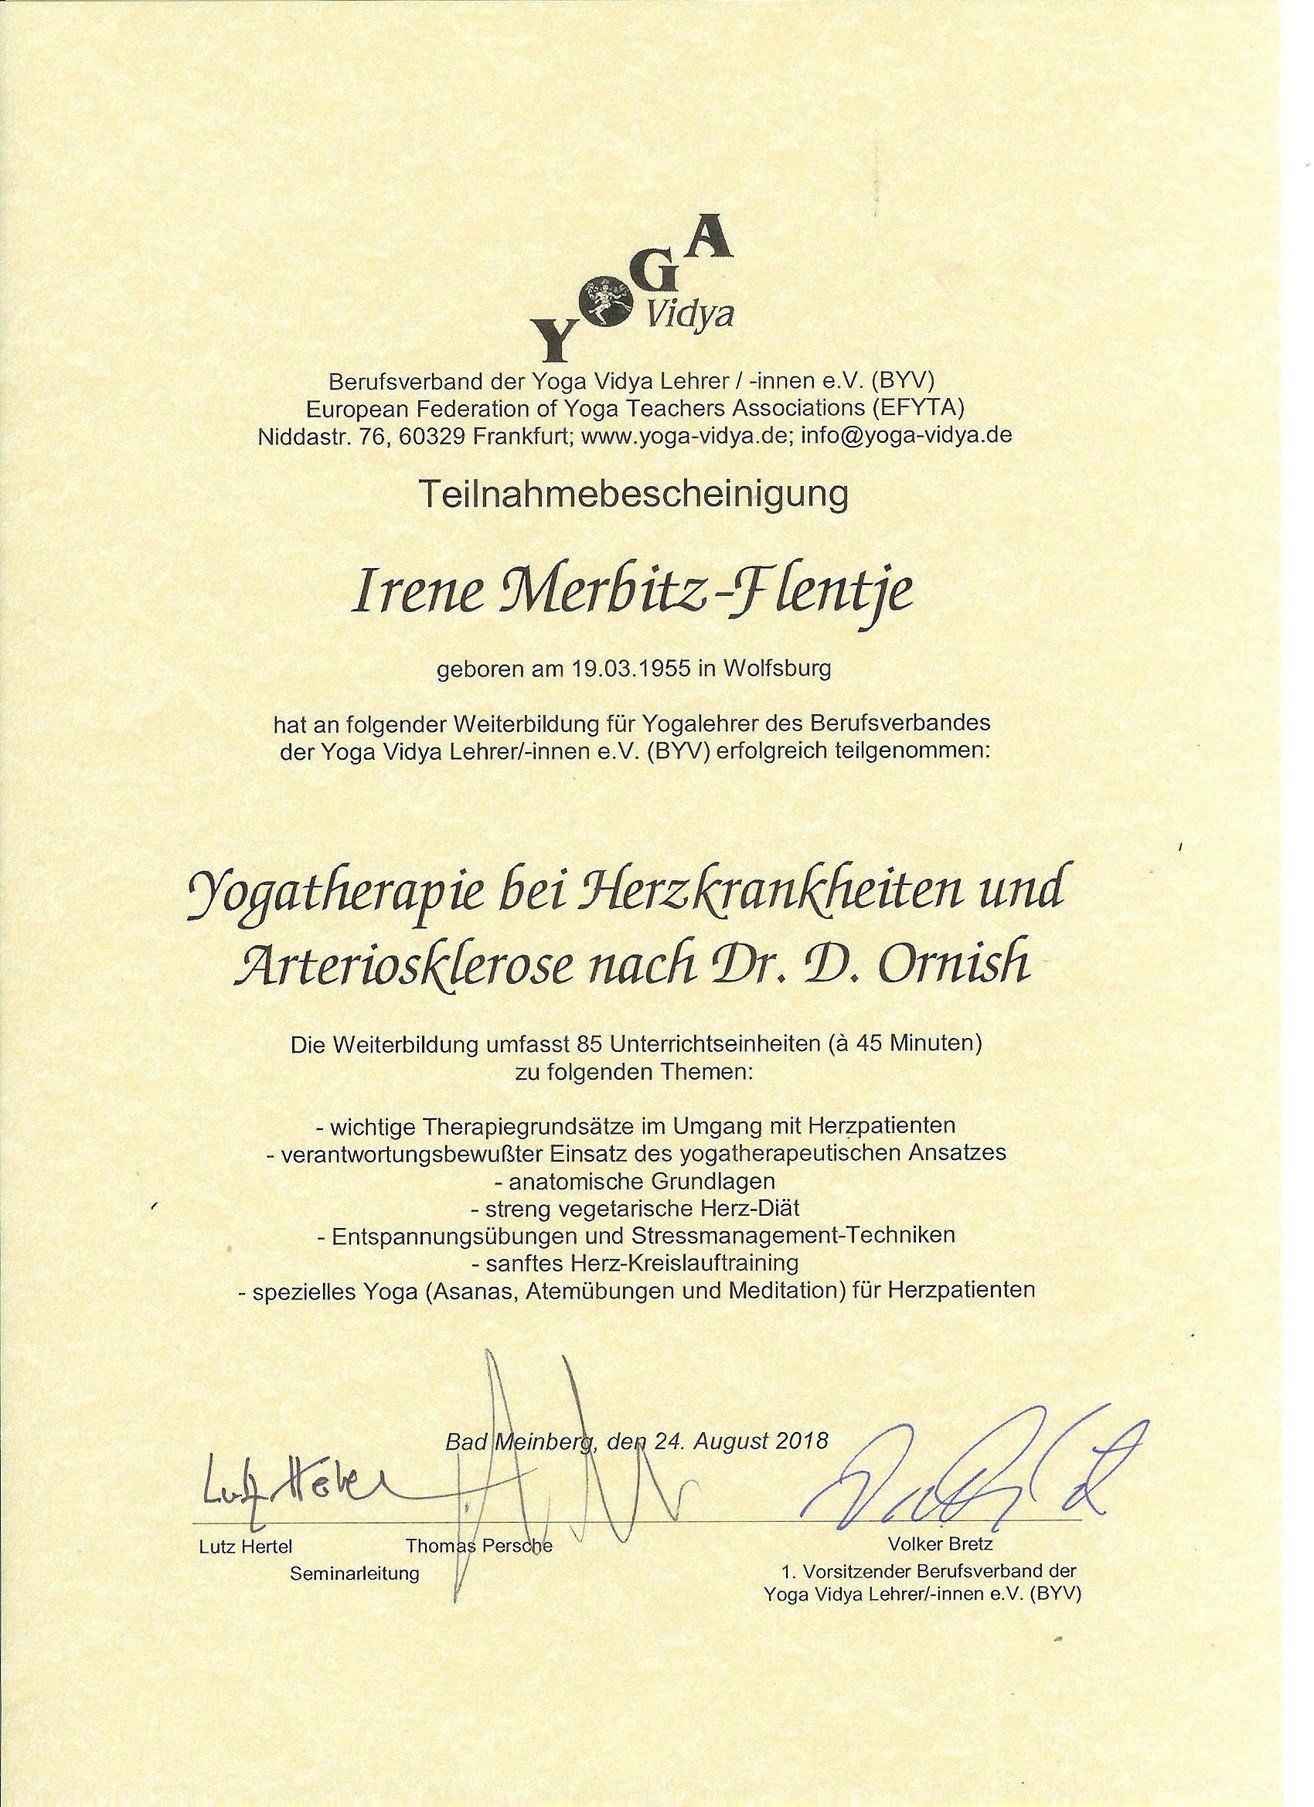 YOGA
Vidya
Berufsverband der Yoga Vidya Lehrer / -innen e.V. (BYV)
European Federation of Yoga Teachers Associations (EFYTA)
Niddastr. 76, 60329 Frankfurt; www.yoga-vidya.de; info@yoga-vidya.de
Teilnahmebescheinigung
Irene Merbitz-Flentje
geboren am 19.03.1955 in Wolfsburg
hat an folgender Weiterbildung für Yogalehrer des Berufsverbandes
der Yoga Vidya Lehrer/-innen e.V. (BYV) erfolgreich teilgenommen:
Yogatherapie bei Herzkrankheiten und
Arteriosklerose nach Dr. D. Ornish
Die Weiterbildung umfasst 85 Unterrichtseinheiten (à 45 Minuten)
zu folgenden Themen:
- wichtige Therapiegrundsätze im Umgang mit Herzpatienten
- verantwortungsbewußter Einsatz des yogatherapeutischen Ansatzes
- anatomische Grundlagen
- streng vegetarische Herz-Diät
- Entspannungsübungen und Stressmanagement-Techniken
- sanftes Herz-Kreislauftraining
- spezielles Yoga (Asanas, Atemübungen und Meditation) für Herzpatienten
Bad Meinberg, den 24. August 2018
Lutz Hertel
Lutz Hertel Thomas Persche Volker Bretz
Seminarleitung 1. Vorsitzender Berufsverband der
Yoga Vidya Lehrer/-innen e.V. (BYV)